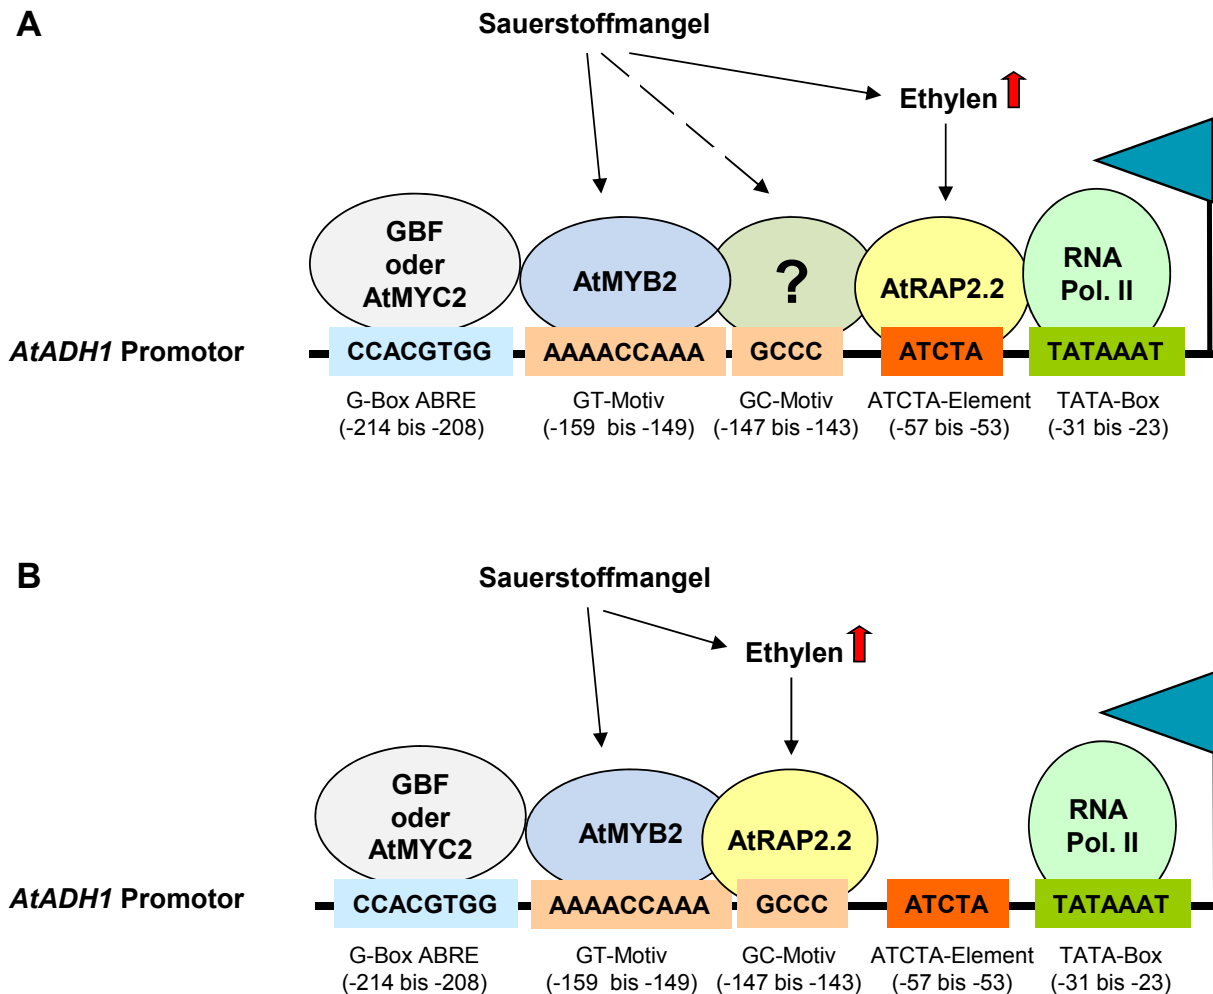 A
Sauerstoffmangel
Ethylen
GBF
oder
AtMYC2
AtMYB2
?
AtRAP2.2
RNA
Pol. II
AtADH1 Promotor
CCACGTGG
AAAACCAAA
GCCC
ATCTA
TATAAAT
G-Box ABRE
(-214 bis -208)
GT-Motiv
(-159 bis -149)
GC-Motiv
(-147 bis -143)
ATCTA-Element
(-57 bis -53)
TATA-Box
(-31 bis -23)
B
Sauerstoffmangel
Ethylen
GBF
oder
AtMYC2
AtMYB2
AtRAP2.2
RNA
Pol. II
AtADH1 Promotor
CCACGTGG
AAAACCAAA
GCCC
ATCTA
TATAAAT
G-Box ABRE
(-214 bis -208)
GT-Motiv
(-159 bis -149)
GC-Motiv
(-147 bis -143)
ATCTA-Element
(-57 bis -53)
TATA-Box
(-31 bis -23)